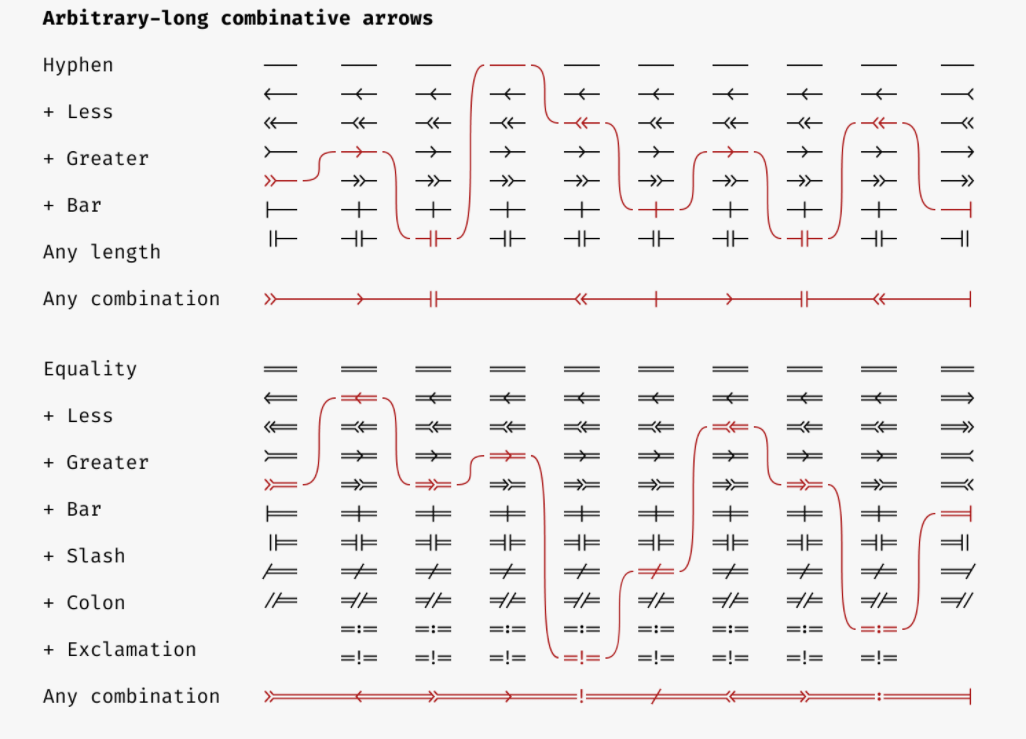 Arbitrary-long combinative arrows
Hyphen
+ Less
+ Greater
+ Bar
Any length
Any combination
Equality
+ Less
+ Greater
+ Bar
+ Slash
+ Colon
+ Exclamation
Any combination